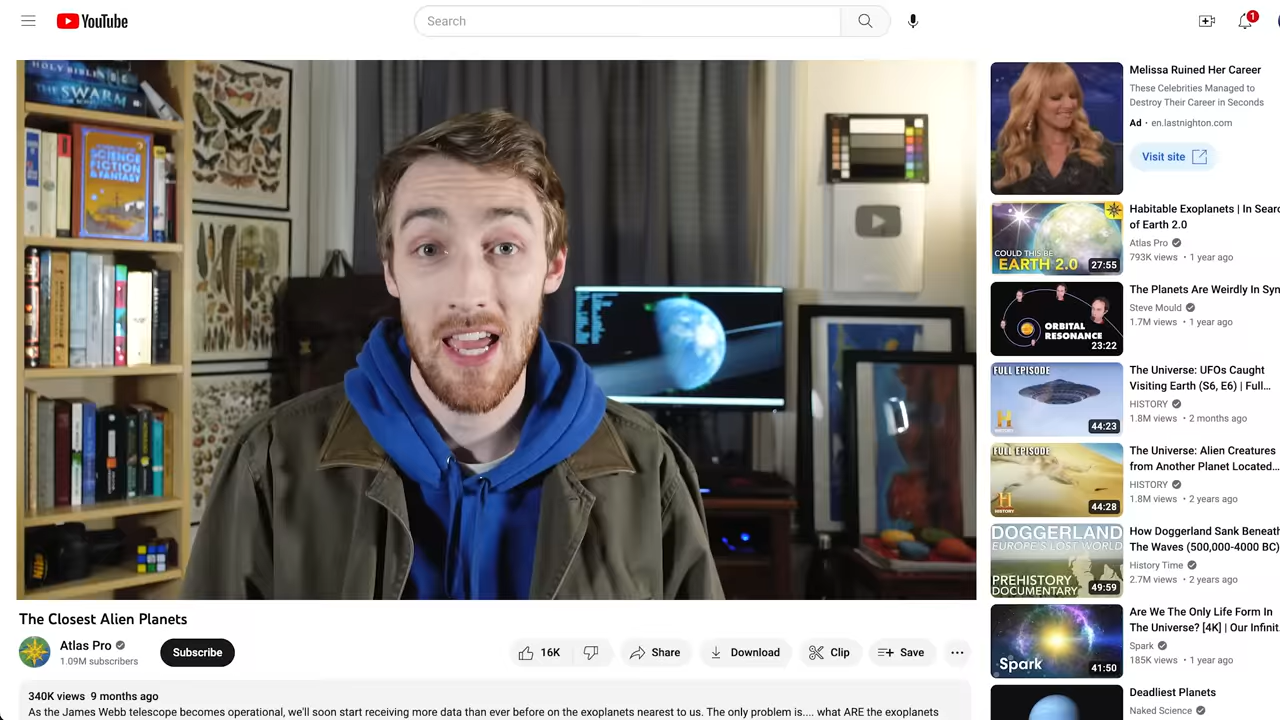 YouTube
Search
1
HOLY BIBLE
THE SWARM
SCIENCE
FICTION
& FANTASY
The Closest Alien Planets
Atlas Pro
1.09M subscribers
Subscribe
16K
Share
Download
Clip
Save
340K views 9 months ago
As the James Webb telescope becomes operational, we'll soon start receiving more data than ever before on the exoplanets nearest to us. The only problem is.... what ARE the exoplanets
Melissa Ruined Her Career
These Celebrities Managed to
Destroy Their Career in Seconds
Ad • en.lastnighton.com
Visit site
COULD THIS BE
EARTH 2.0
27:55
Habitable Exoplanets | In Searc
of Earth 2.0
Atlas Pro
793K views • 1 year ago
ORBITAL
RESONANCE
23:22
The Planets Are Weirdly In Syn
Steve Mould
1.7M views • 1 year ago
FULL EPISODE
H
HISTORY
44:23
The Universe: UFOs Caught
Visiting Earth (S6, E6) | Full...
HISTORY
1.8M views • 2 months ago
FULL EPISODE
H
HISTORY
44:28
The Universe: Alien Creatures
from Another Planet Located...
HISTORY
1.8M views • 2 years ago
DOGGERLAND
EUROPE'S LOST WORLD
PREHISTORY
DOCUMENTARY
49:59
How Doggerland Sank Beneath
The Waves (500,000-4000 BC)
History Time
2.7M views • 2 years ago
Spark
41:50
Are We The Only Life Form In
The Universe? [4K] | Our Infinit
Spark
185K views • 1 year ago
Deadliest Planets
Naked Science